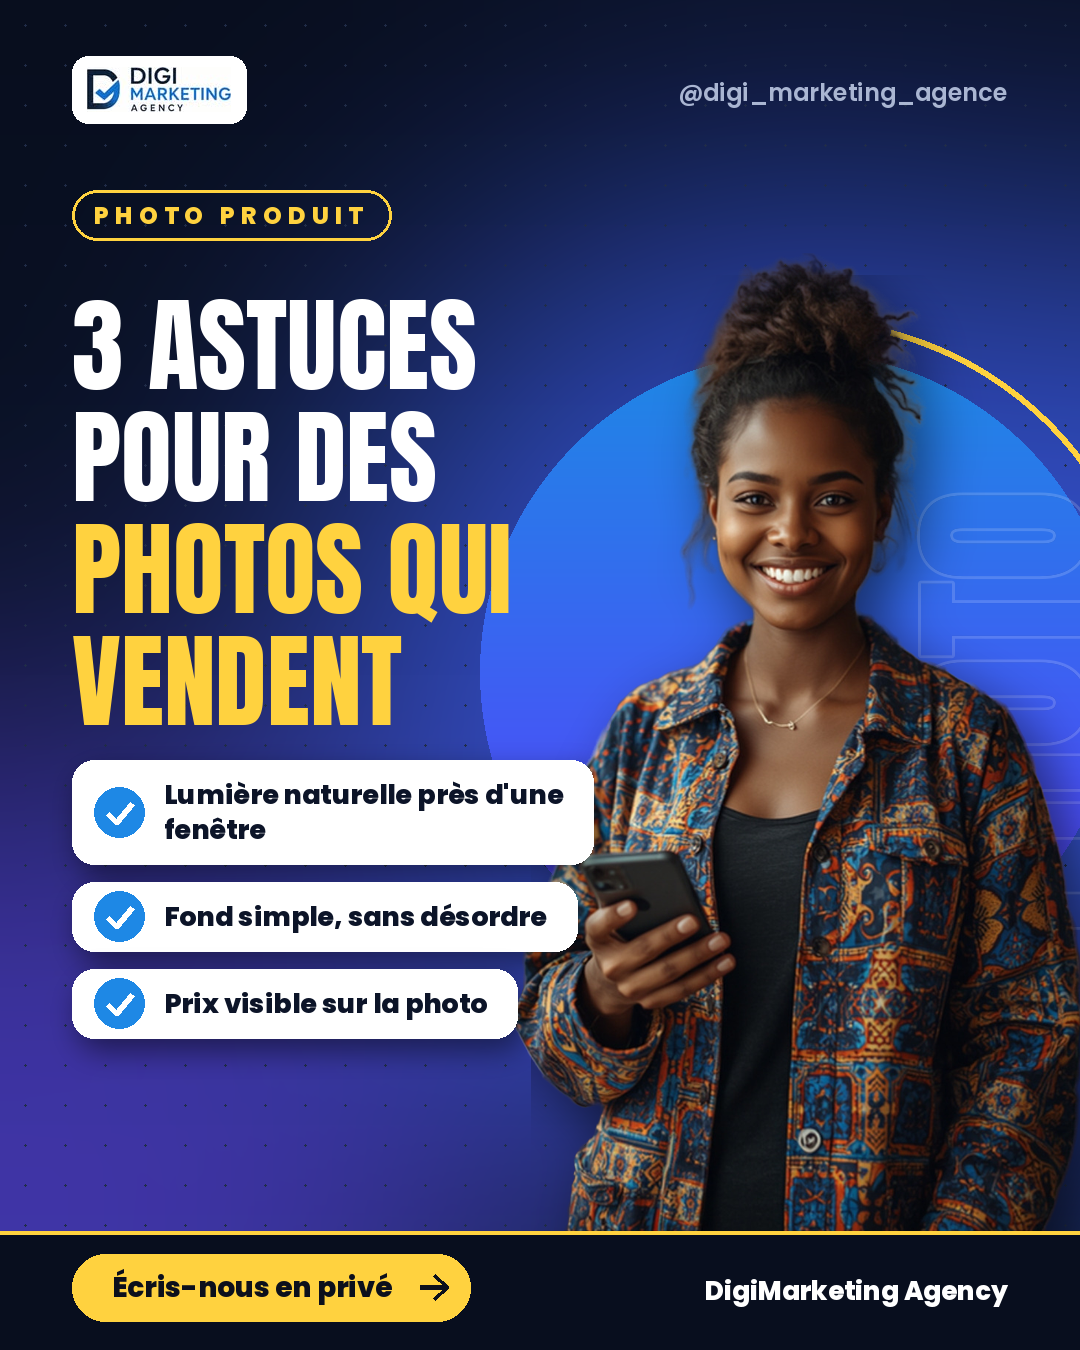 DIGI
MARKETING
AGENCY
@digi_marketing_agence
PHOTO PRODUIT
3 ASTUCES
POUR DES
PHOTOS QUI
VENDENT
PHOTO
Lumière naturelle près d'une
fenêtre
Fond simple, sans désordre
Prix visible sur la photo
Écris-nous en privé
DigiMarketing Agency